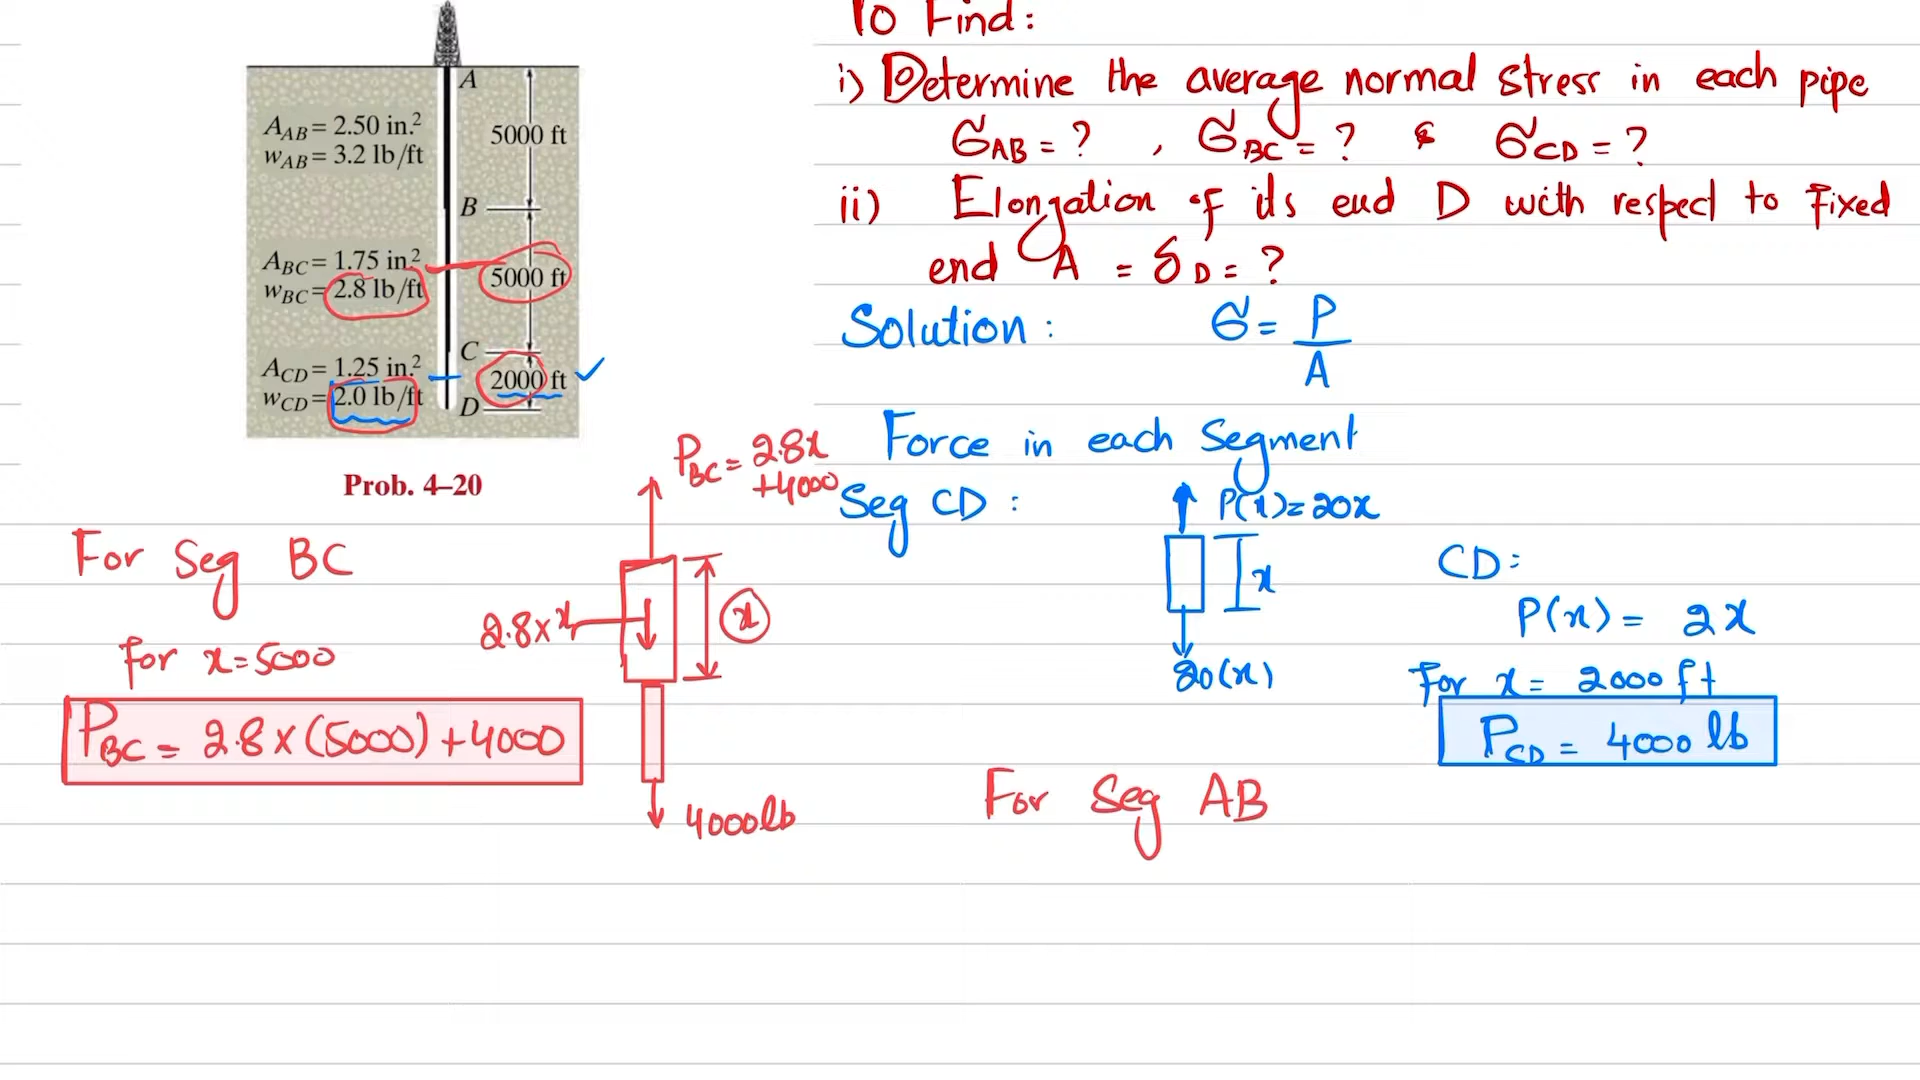 To Find:
i) Determine the average normal stress in each pipe
σAB = ? , σBC = ? & σCD = ?
ii) Elongation of its end D with respect to Fixed
end A = δD = ?
A
AAB = 2.50 in.²
wAB = 3.2 lb/ft
5000 ft
B
ABC = 1.75 in.²
wBC = 2.8 lb/ft
5000 ft
C
ACD = 1.25 in.²
wCD = 2.0 lb/ft
2000 ft
D
Prob. 4–20
Solution : σ = P/A
Force in each Segment
Seg CD :
P(x) = 20x
x
20(x)
CD:
P(x) = 2x
For x = 2000 ft
PCD = 4000 lb
For Seg BC
PBC = 2.8x
+4000
2.8×x
x
4000lb
for x=5000
PBC = 2.8×(5000)+4000
For Seg AB